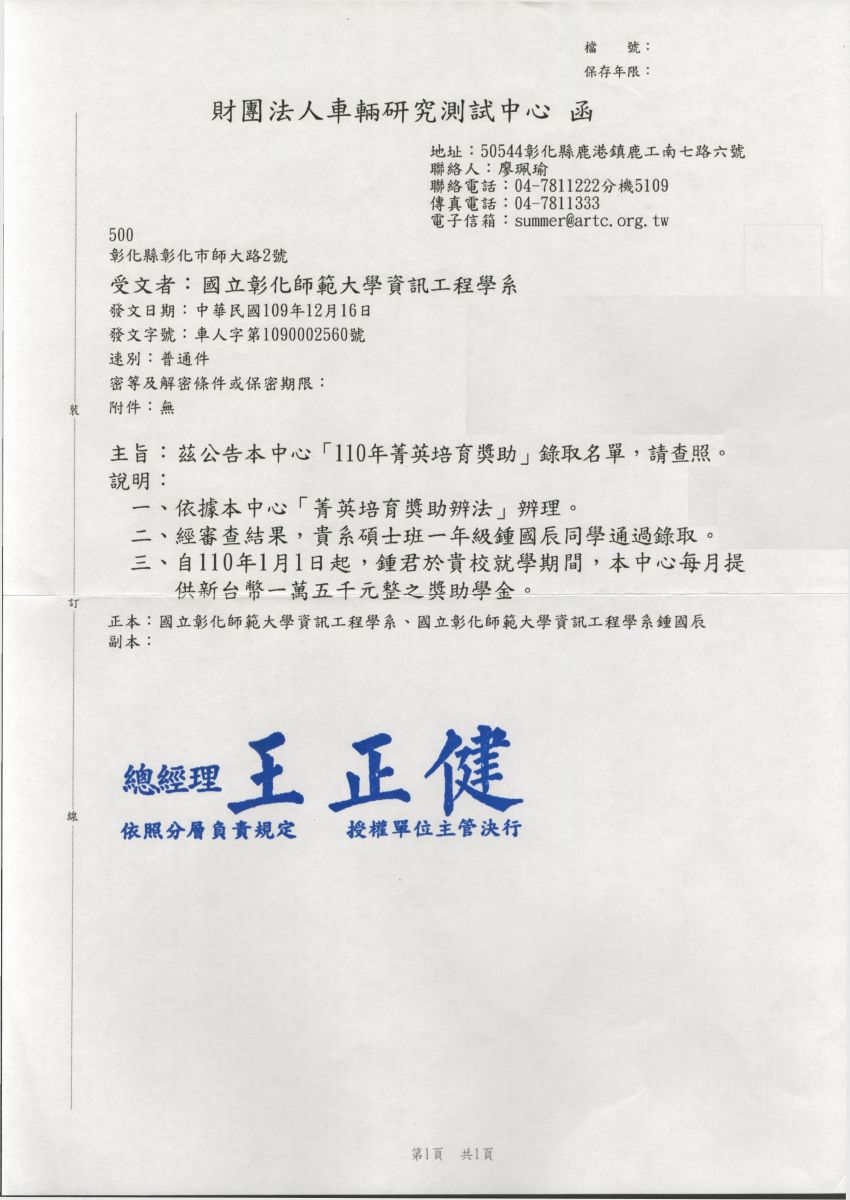 檔　　號：
保存年限：
財團法人車輛研究測試中心　函
地址：50544彰化縣鹿港鎮鹿工南七路六號
聯絡人：廖珮瑜
聯絡電話：04-7811222分機5109
傳真電話：04-7811333
電子信箱：summer@artc.org.tw
500
彰化縣彰化市師大路2號
受文者：國立彰化師範大學資訊工程學系
發文日期：中華民國109年12月16日
發文字號：車人字第1090002560號
速別：普通件
密等及解密條件或保密期限：
附件：無
主旨：茲公告本中心「110年菁英培育獎助」錄取名單，請查照。
說明：
一、依據本中心「菁英培育獎助辨法」辨理。
二、經審查結果，貴系碩士班一年級鍾國辰同學通過錄取。
三、自110年1月1日起，鍾君於貴校就學期間，本中心每月提
供新台幣一萬五千元整之獎助學金。
正本：國立彰化師範大學資訊工程學系、國立彰化師範大學資訊工程學系鍾國辰
副本：
總經理 王正健
依照分層負責規定　授權單位主管決行
裝
訂
線
第1頁　共1頁